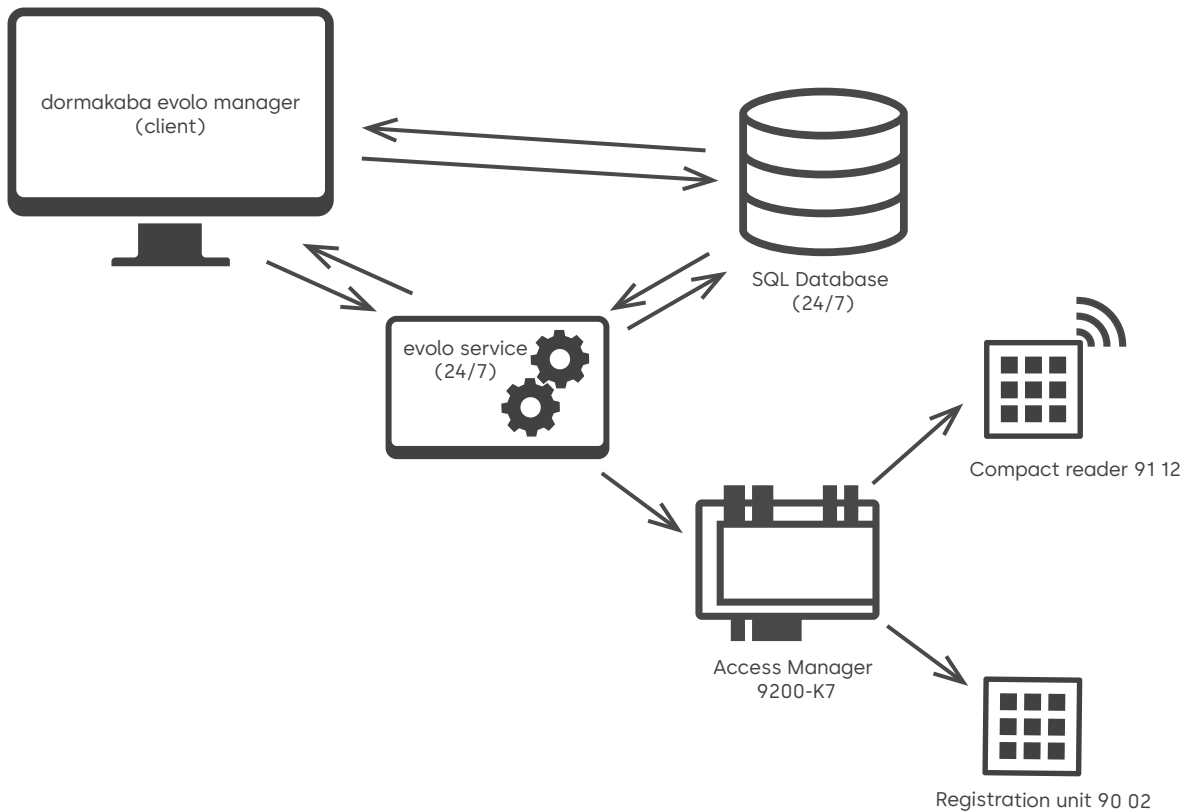 dormakaba evolo manager
(client)
SQL Database
(24/7)
evolo service
(24/7)
Compact reader 91 12
Access Manager
9200-K7
Registration unit 90 02